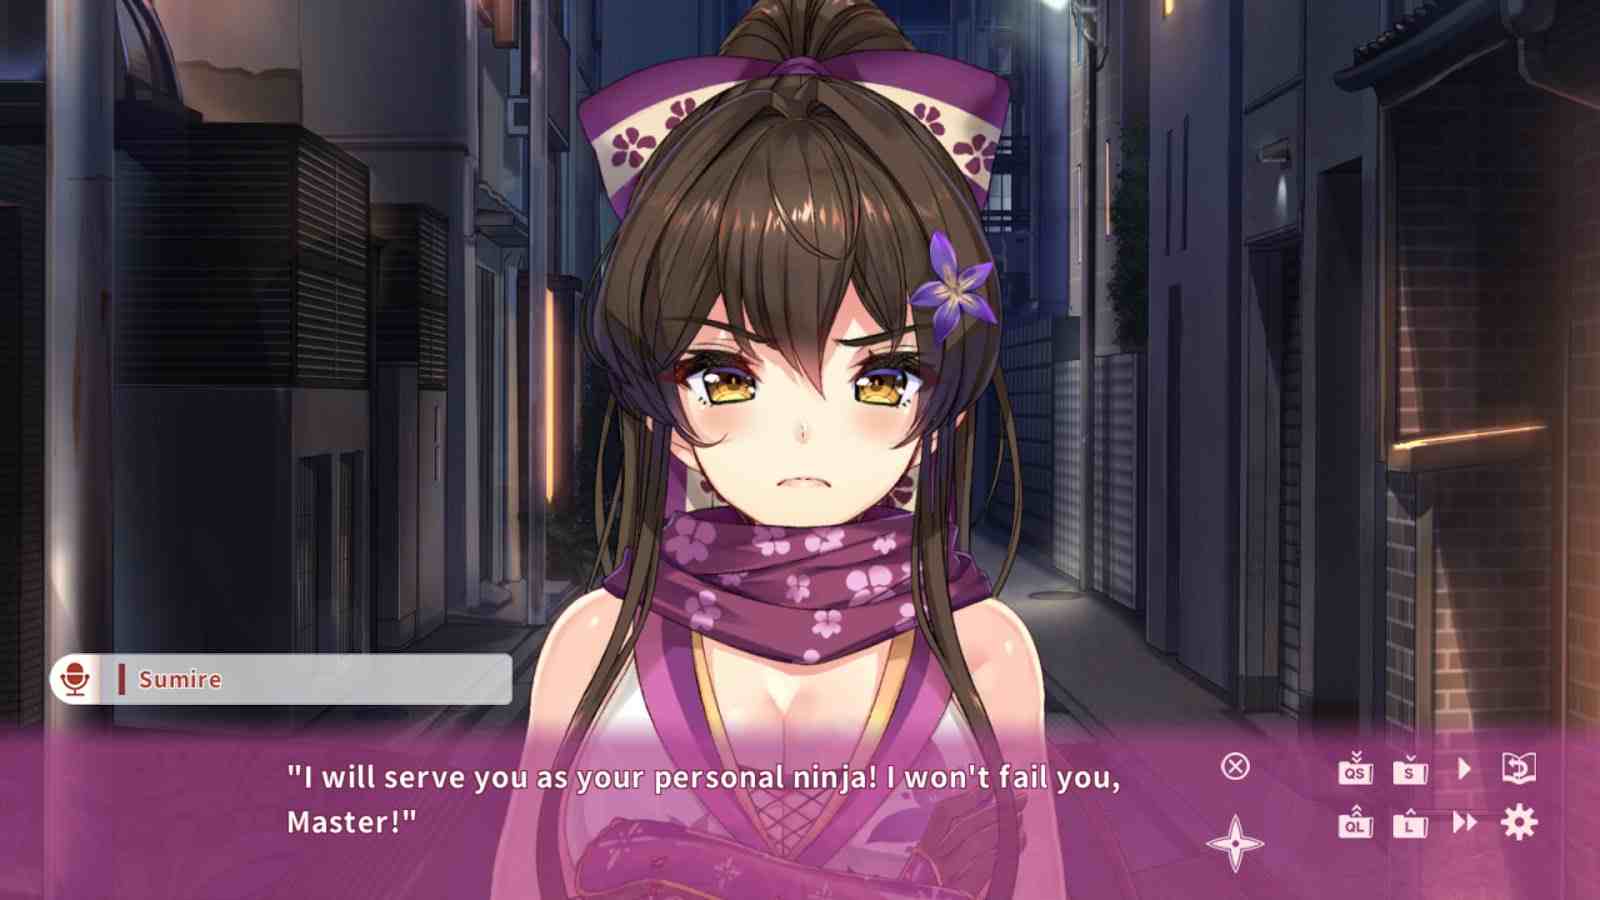 Sumire
"I will serve you as your personal ninja! I won't fail you,
Master!"
QS
S
QL
L